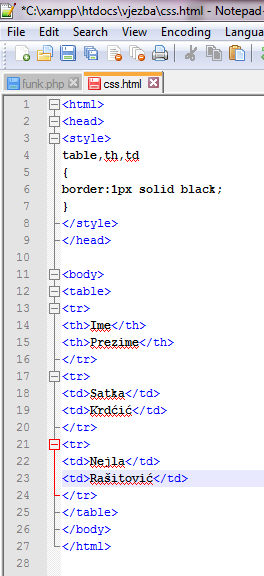 *C:\xampp\htdocs\vjezba\css.html - Notepad
File Edit Search View Encoding Langua
funk.php css.html
1 <html>
2 <head>
3 <style>
4 table,th,td
5 {
6 border:1px solid black;
7 }
8 </style>
9 </head>
10
11 <body>
12 <table>
13 <tr>
14 <th>Ime</th>
15 <th>Prezime</th>
16 </tr>
17 <tr>
18 <td>Satka</td>
19 <td>Krdćić</td>
20 </tr>
21 <tr>
22 <td>Nejla</td>
23 <td>Rašitović</td>
24 </tr>
25 </table>
26 </body>
27 </html>
28